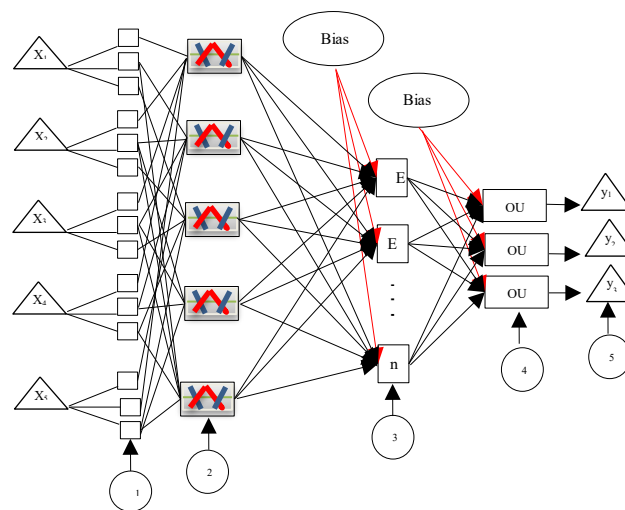 X₁
X₂
X₃
X₄
X₅
Bias
Bias
E
E
n
OU
OU
OU
y₁
y₂
y₃
1
2
3
4
5